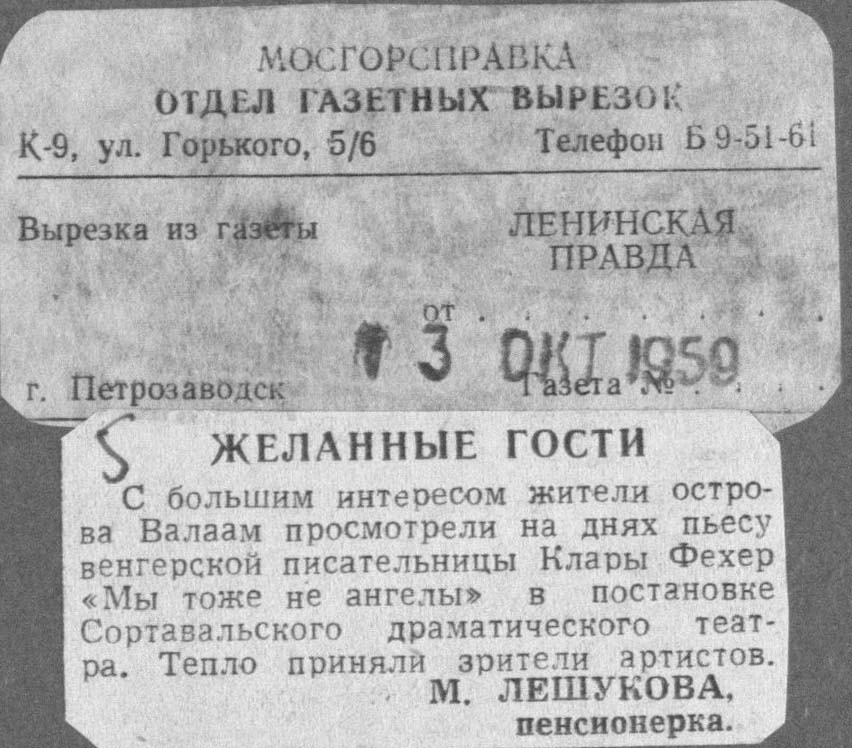 МОСГОРСПРАВКА
ОТДЕЛ ГАЗЕТНЫХ ВЫРЕЗОК
К-9, ул. Горького, 5/6 Телефон Б 9-51-61
Вырезка из газеты ЛЕНИНСКАЯ
ПРАВДА
от . . . . . . .
13 ОКТ 1959
г. Петрозаводск Газета № . . . .
5 ЖЕЛАННЫЕ ГОСТИ
С большим интересом жители остро-
ва Валаам просмотрели на днях пьесу
венгерской писательницы Клары Фехер
«Мы тоже не ангелы» в постановке
Сортавальского драматического теат-
ра. Тепло приняли зрители артистов.
М. ЛЕШУКОВА,
пенсионерка.